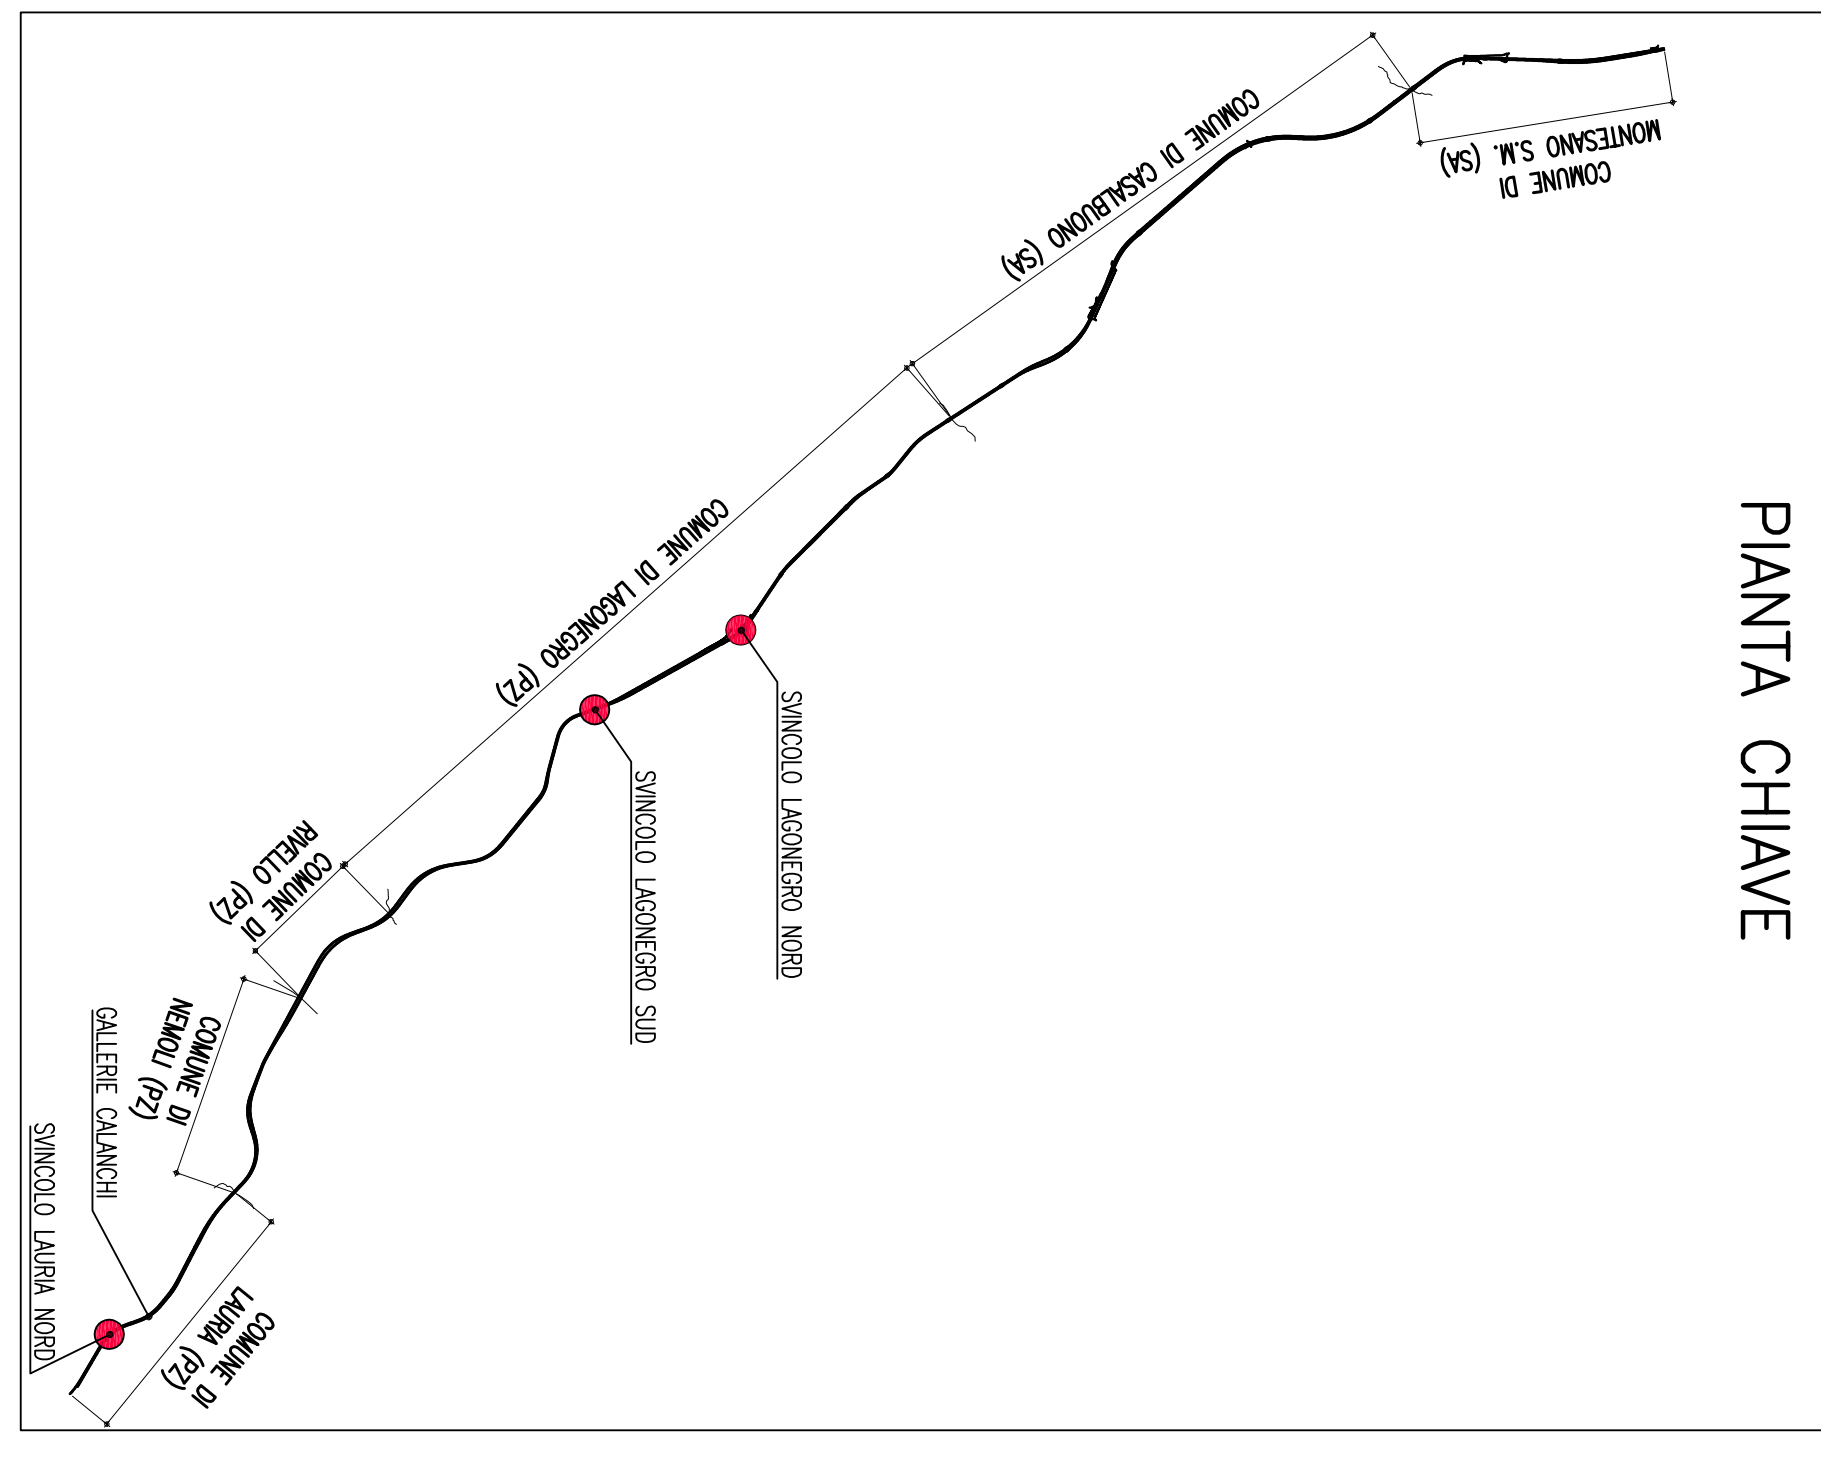 PIANTA CHIAVE
COMUNE DI
MONTESANO S.M. (SA)
COMUNE DI CASALBUONO (SA)
COMUNE DI LAGONEGRO (PZ)
SVINCOLO LAGONEGRO NORD
SVINCOLO LAGONEGRO SUD
COMUNE DI
RIVELLO (PZ)
COMUNE DI
NEMOLI (PZ)
GALLERIE CALANCHI
SVINCOLO LAURIA NORD
COMUNE DI
LAURIA (PZ)